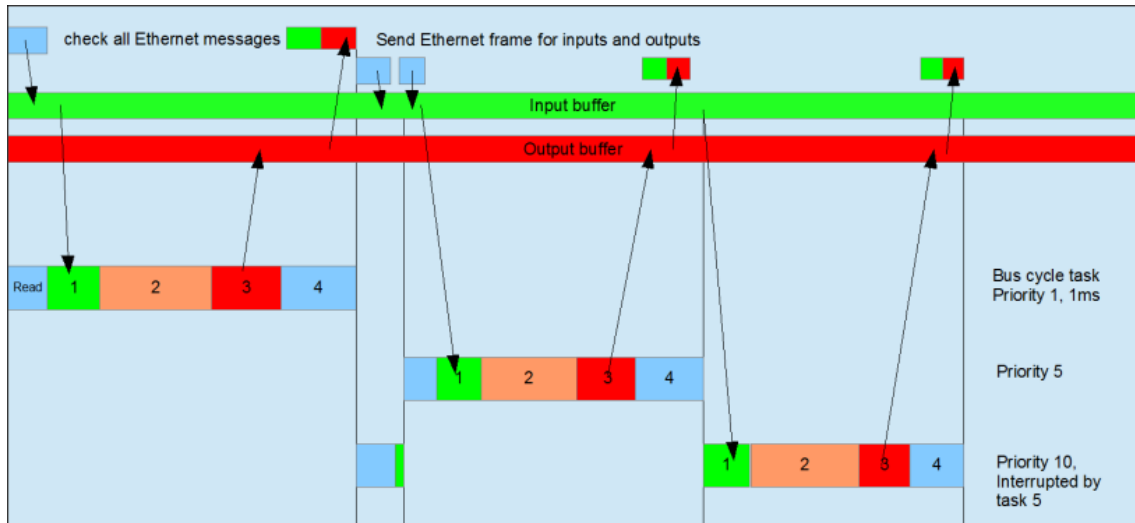 check all Ethernet messages
Send Ethernet frame for inputs and outputs
Input buffer
Output buffer
Read 1 2 3 4
Bus cycle task
Priority 1, 1ms
1 2 3 4
Priority 5
1 2 3 4
Priority 10,
Interrupted by
task 5